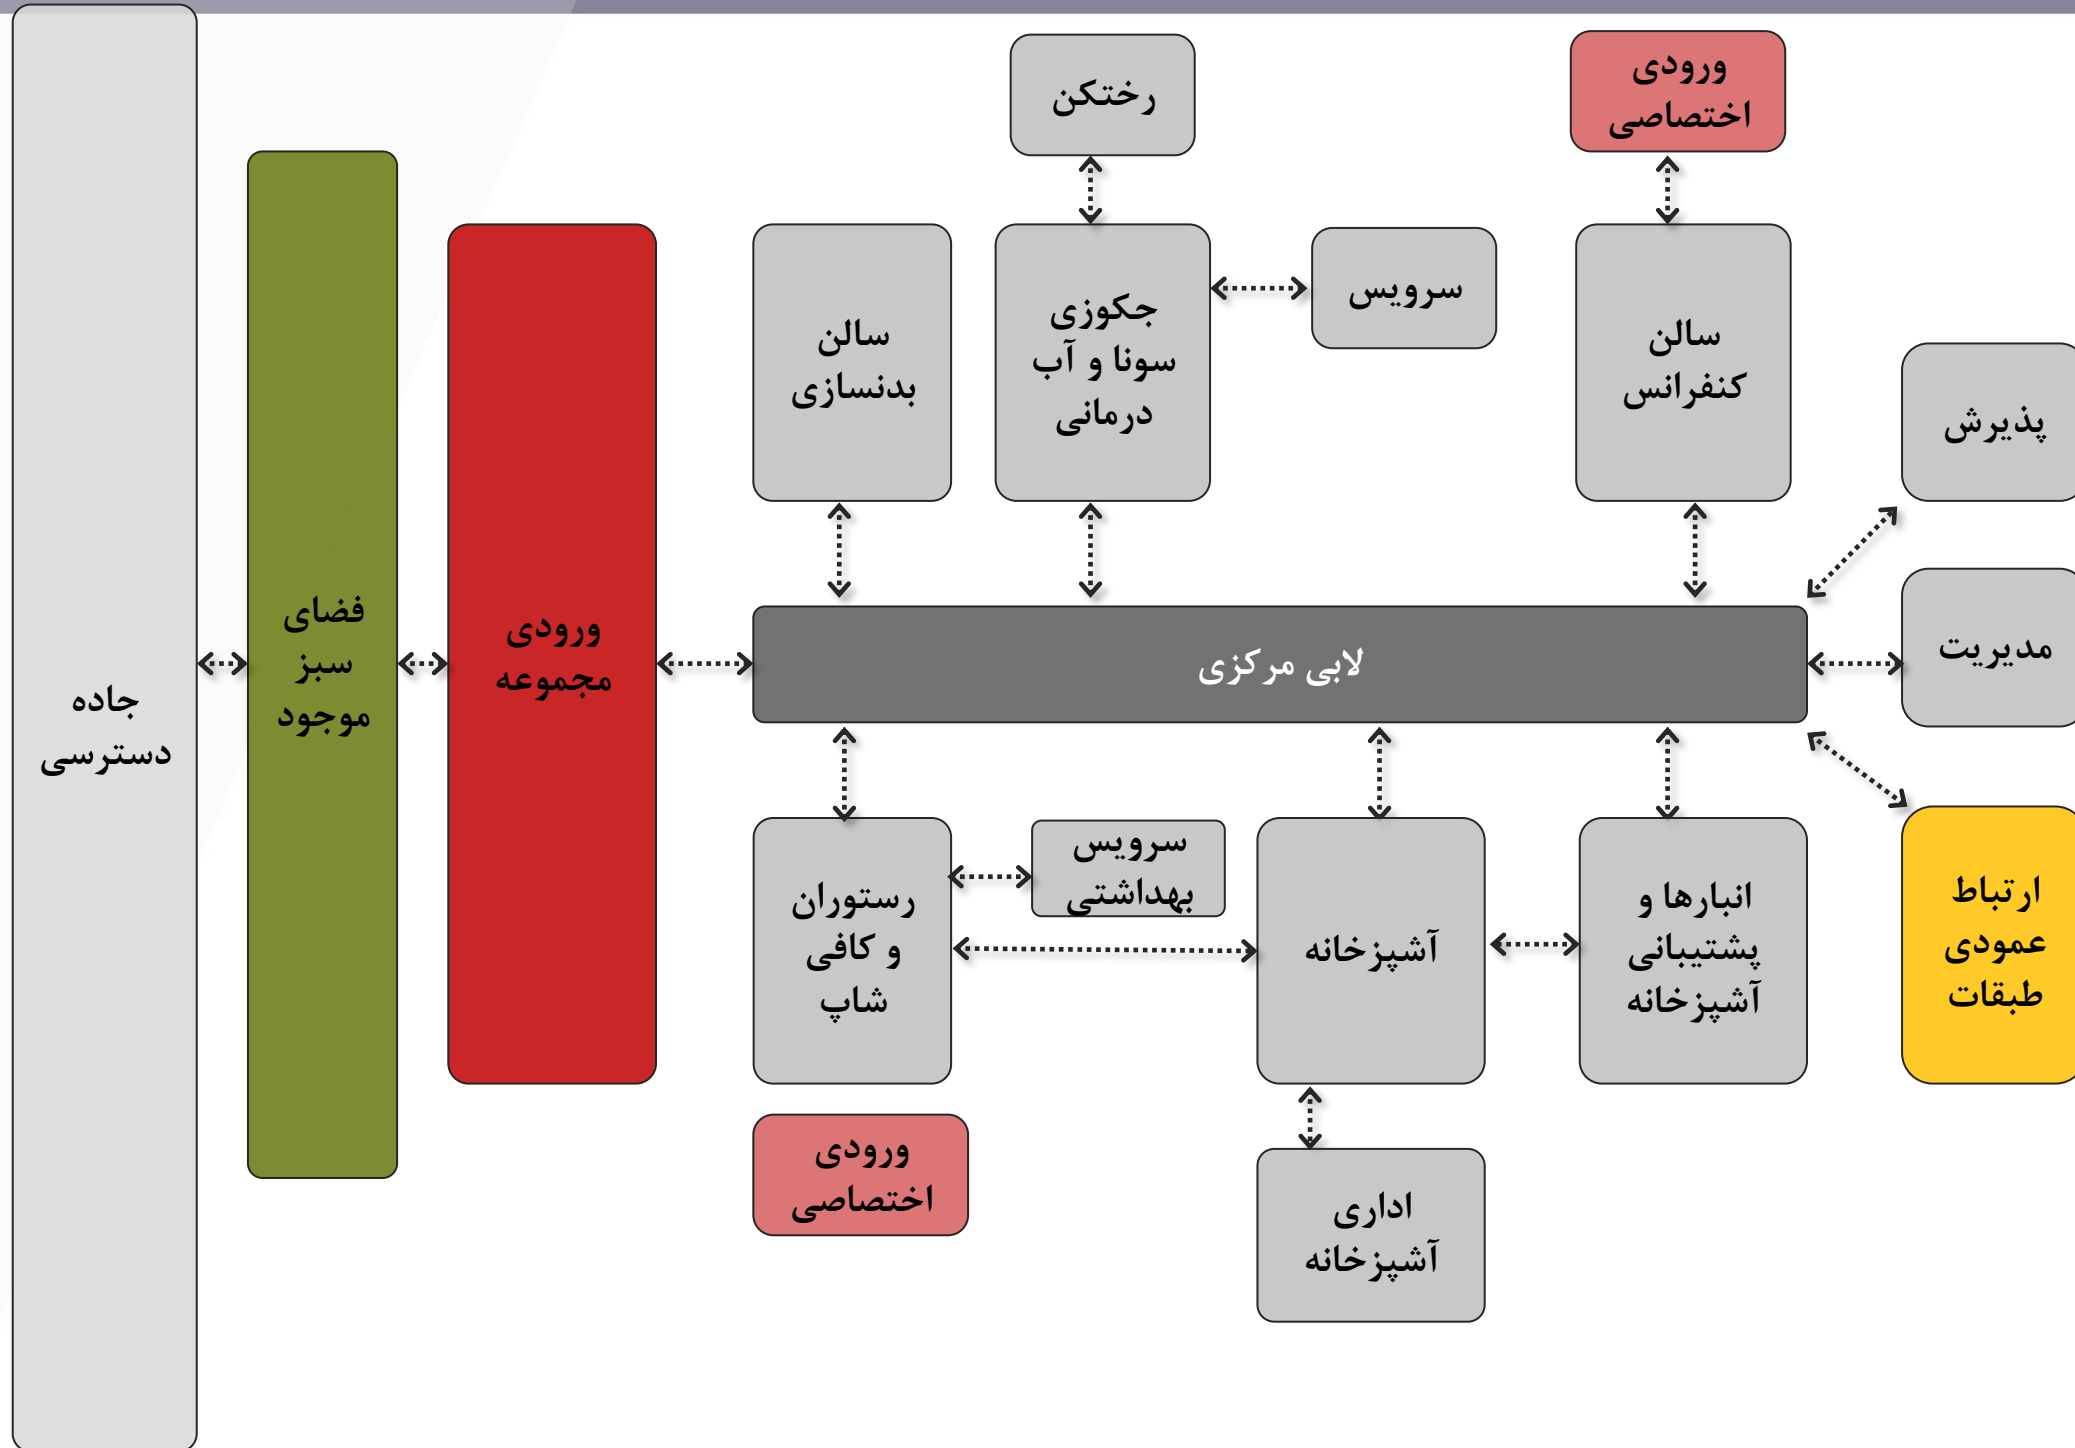 رختکن
ورودی
اختصاصی
سالن
بدنسازی
جکوزی
سونا و آب
درمانی
سرویس
سالن
کنفرانس
پذیرش
جاده
دسترسی
فضای
سبز
موجود
ورودی
مجموعه
لابی مرکزی
مدیریت
رستوران
و کافی
شاپ
سرویس
بهداشتی
آشپزخانه
انبارها و
پشتیبانی
آشپزخانه
ارتباط
عمودی
طبقات
ورودی
اختصاصی
اداری
آشپزخانه